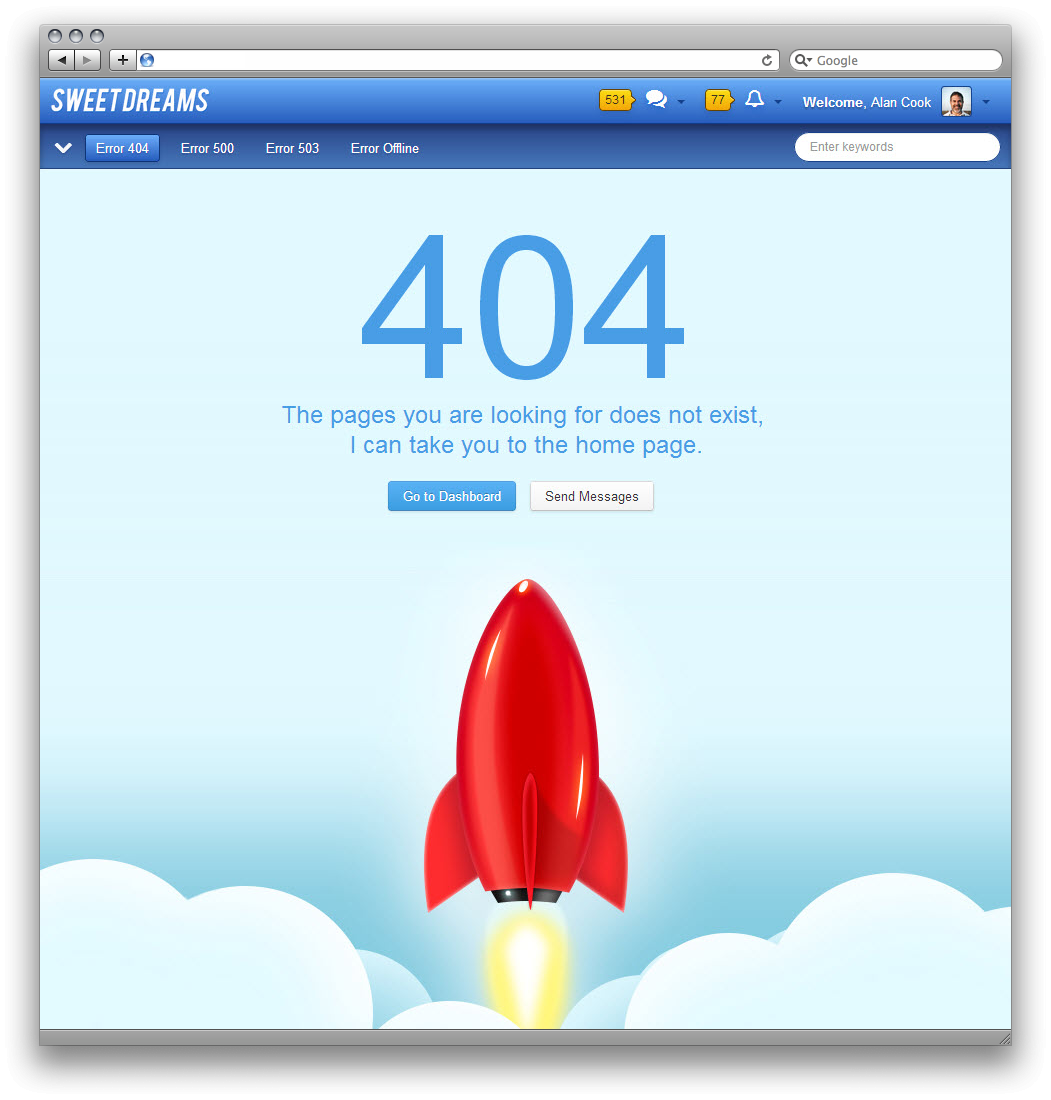 Google
SWEET DREAMS
531
77
Welcome, Alan Cook
Error 404
Error 500
Error 503
Error Offline
Enter keywords
404
The pages you are looking for does not exist,
I can take you to the home page.
Go to Dashboard
Send Messages